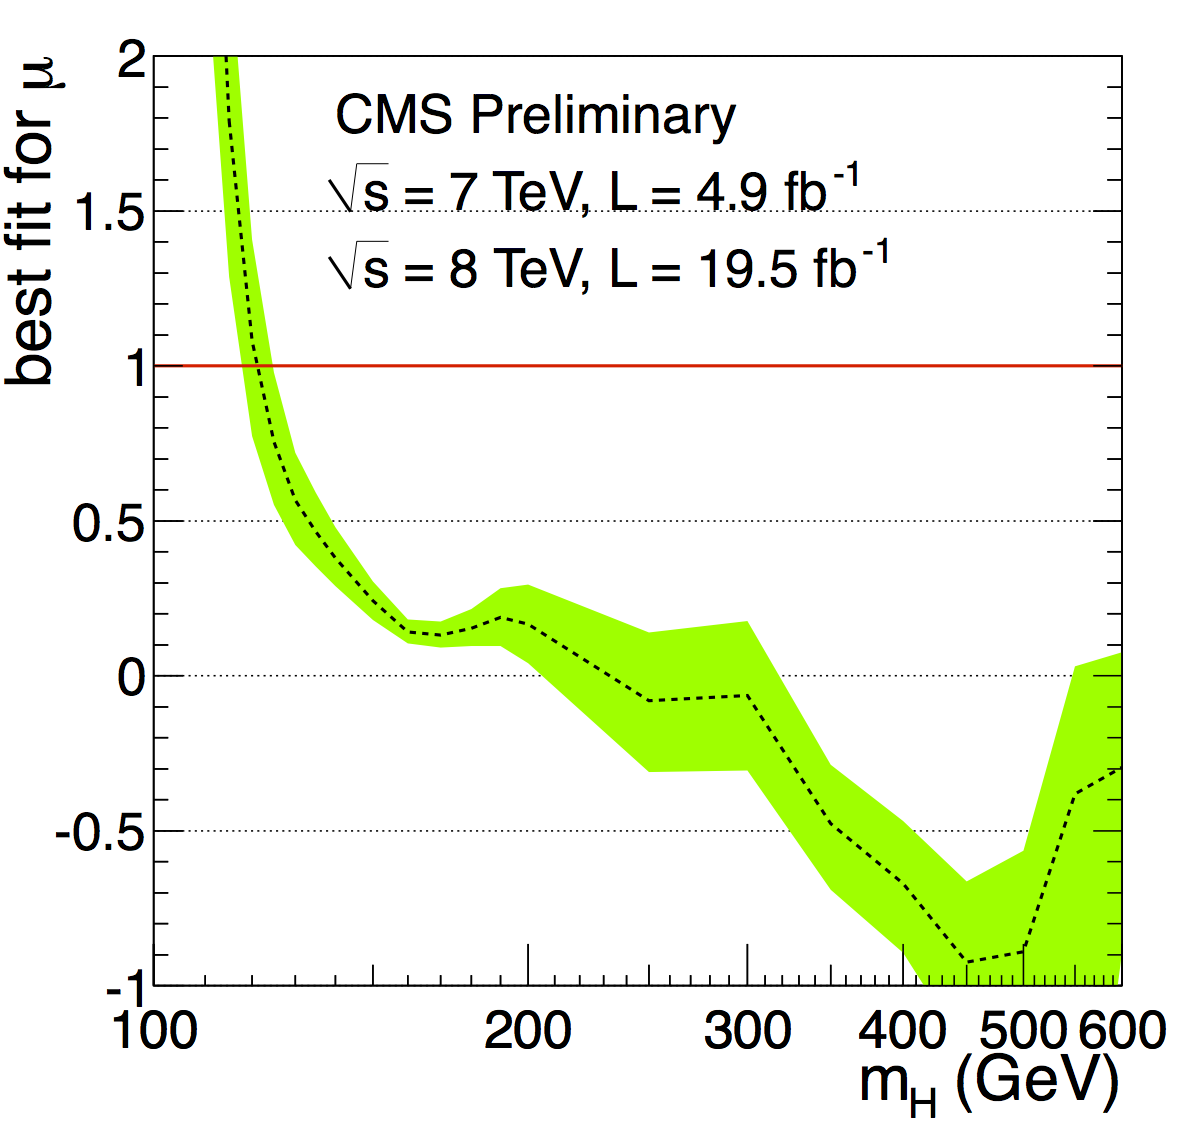 best fit for μ
2
1.5
1
0.5
0
-0.5
-1
CMS Preliminary
√s = 7 TeV, L = 4.9 fb⁻¹
√s = 8 TeV, L = 19.5 fb⁻¹
100 200 300 400 500 600
m_H (GeV)